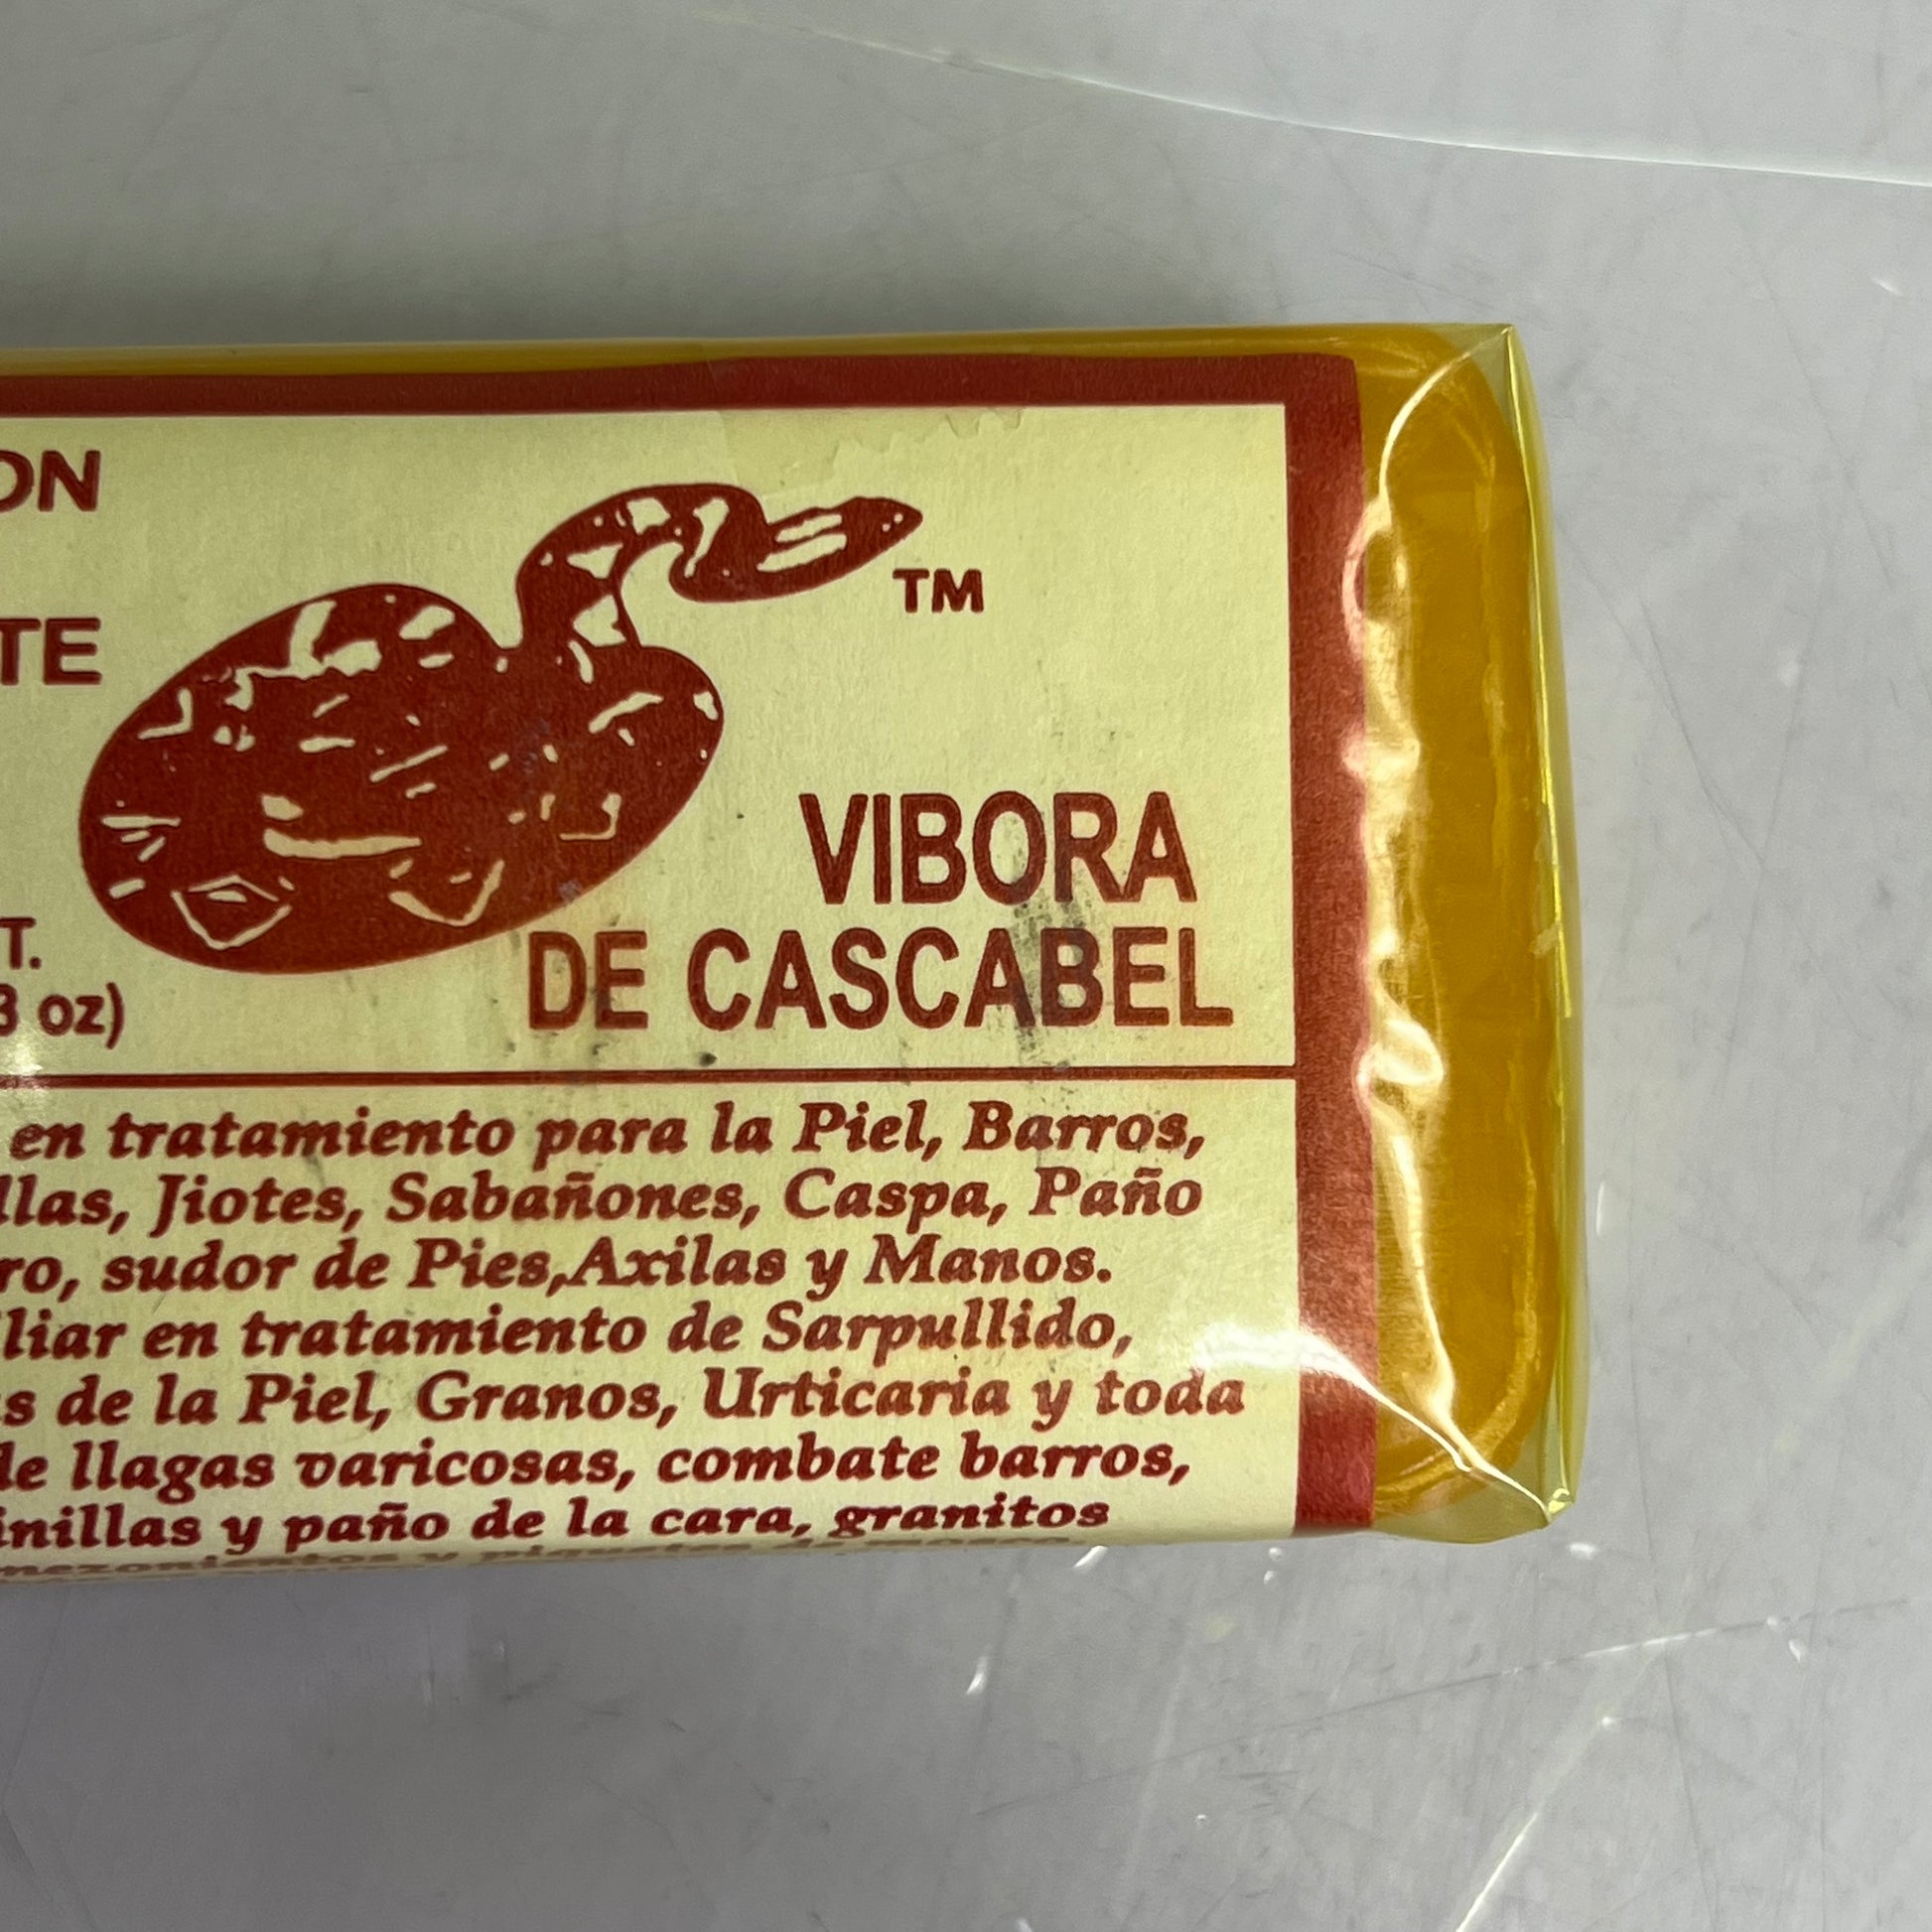 ON
TE
TM
VIBORA
DE CASCABEL
T.
3 oz)
en tratamiento para la Piel, Barros,
llas, Jiotes, Sabañones, Caspa, Paño
ro, sudor de Pies,Axilas y Manos.
liar en tratamiento de Sarpullido,
s de la Piel, Granos, Urticaria y toda
de llagas varicosas, combate barros,
inillas y paño de la cara, granitos